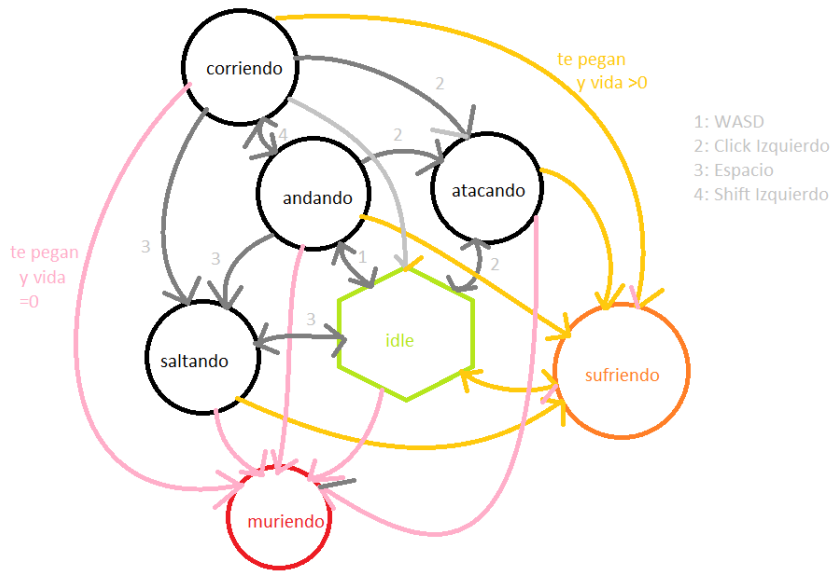 corriendo
te pegan
y vida >0
2
1: WASD
2: Click Izquierdo
3: Espacio
4: Shift Izquierdo
4
2
andando
atacando
te pegan
y vida
=0
3
3
1
2
3
idle
saltando
sufriendo
muriendo